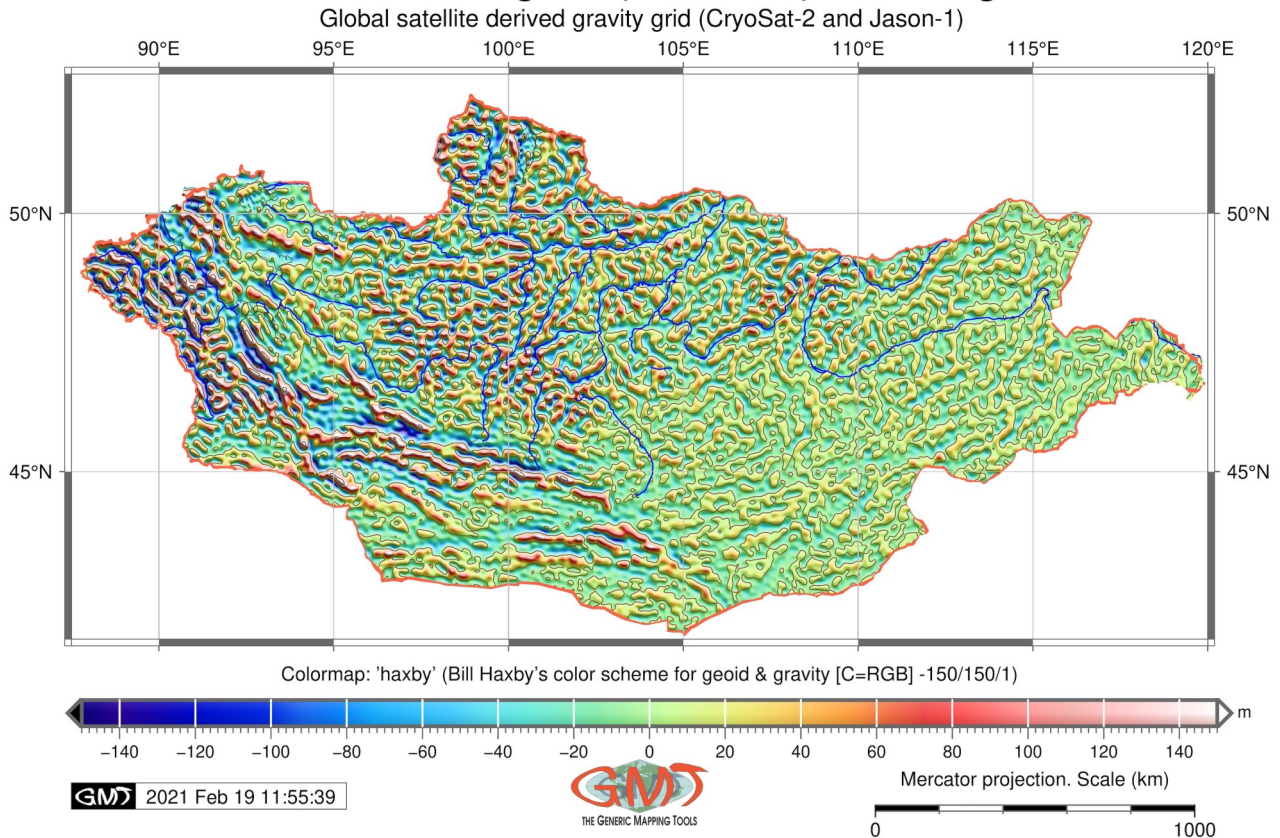 Global satellite derived gravity grid (CryoSat-2 and Jason-1)
90°E 95°E 100°E 105°E 110°E 115°E 120°E
50°N 50°N
45°N 45°N
Colormap: 'haxby' (Bill Haxby's color scheme for geoid & gravity [C=RGB] -150/150/1)
m
−140 −120 −100 −80 −60 −40 −20 0 20 40 60 80 100 120 140
GMT 2021 Feb 19 11:55:39
GMT
THE GENERIC MAPPING TOOLS
Mercator projection. Scale (km)
0 1000